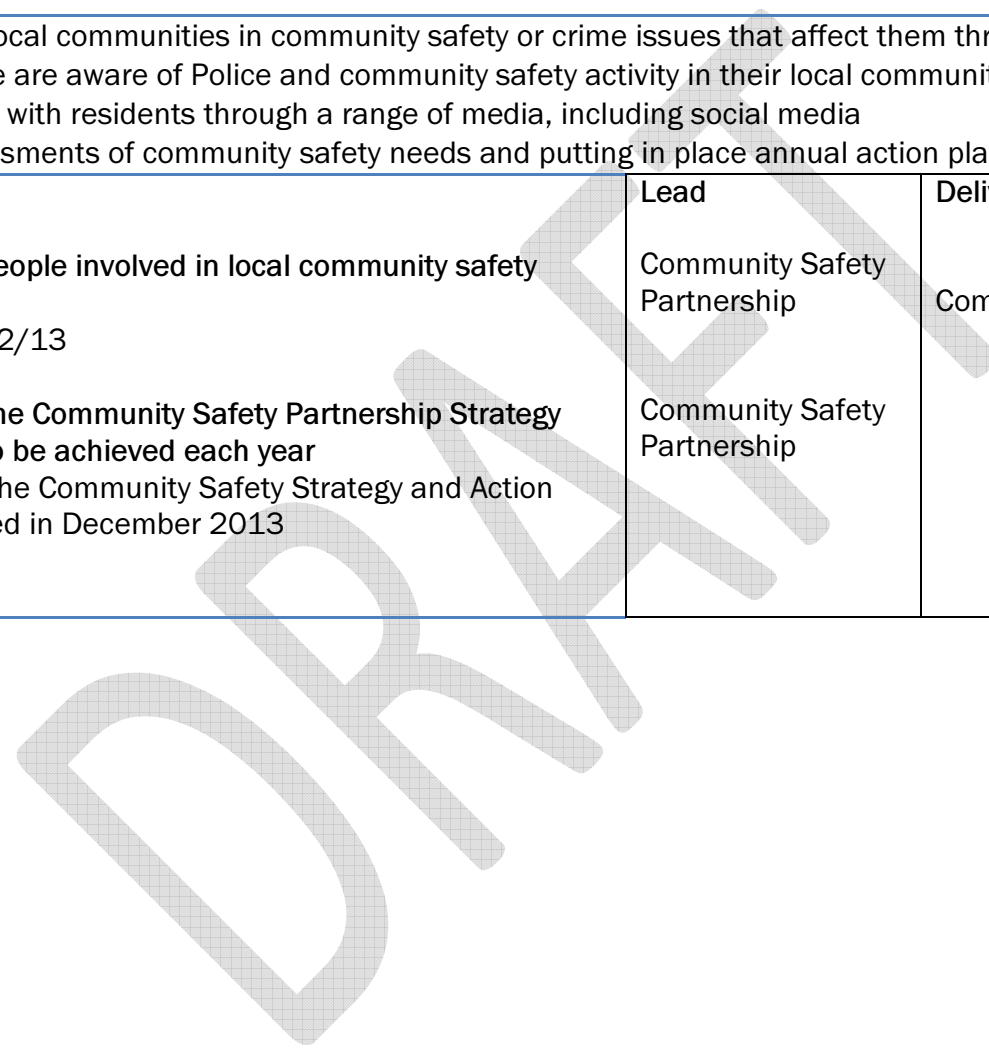 ocal communities in community safety or crime issues that affect them thr
e are aware of Police and community safety activity in their local communit
with residents through a range of media, including social media
sments of community safety needs and putting in place annual action pla
Lead
Deli
eople involved in local community safety
Community Safety
Partnership
Com
2/13
he Community Safety Partnership Strategy
o be achieved each year
the Community Safety Strategy and Action
ed in December 2013
Community Safety
Partnership
DRAFT